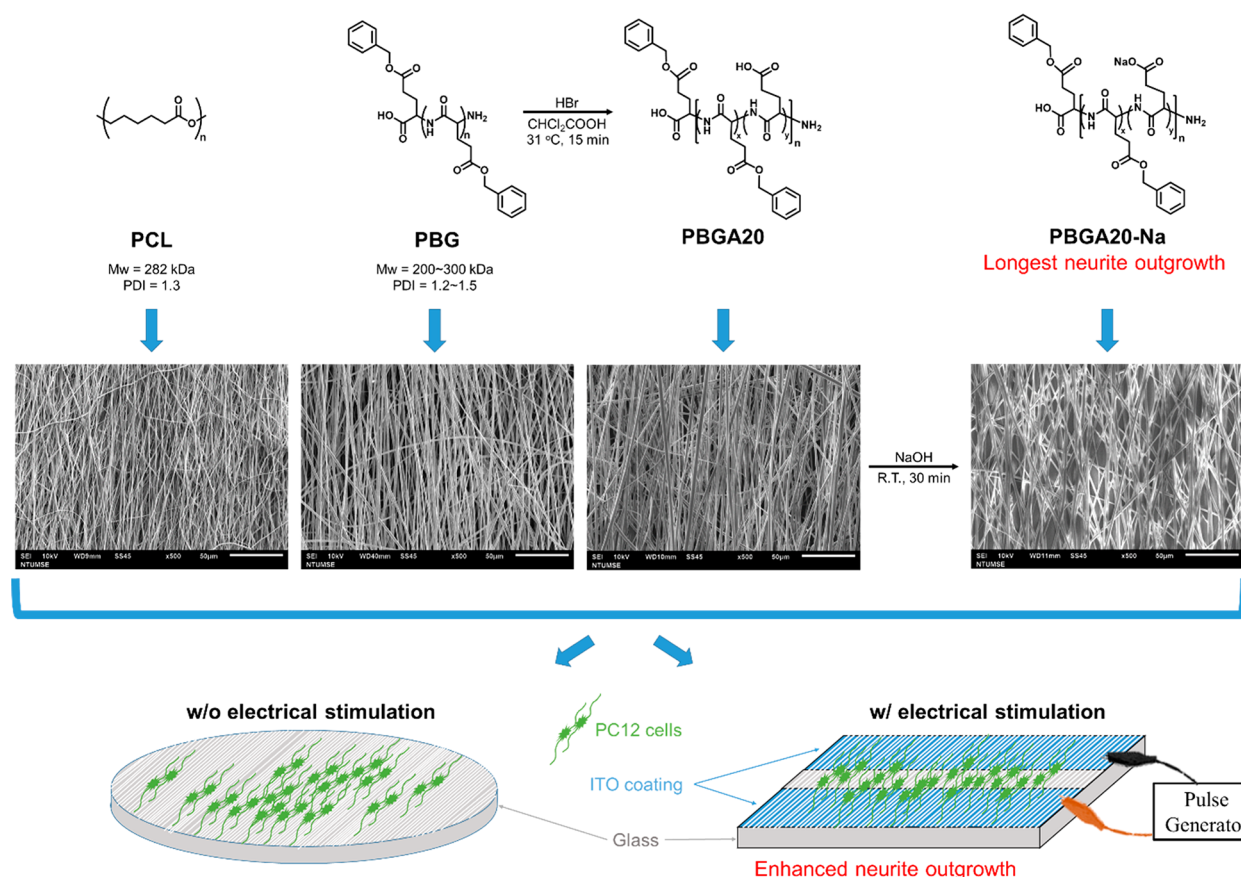 HBr
CHCl₂COOH
31 °C, 15 min
O
O
O
n
O
O
HO
O
N
H
O
NH₂
n
O
O
O
O
HO
O
HO
O
N
H
O
x
H
N
O
y
n
NH₂
O
O
O
O
NaO
O
HO
O
N
H
O
x
H
N
O
y
n
NH₂
O
O
PCL
PBG
PBGA20
PBGA20-Na
Longest neurite outgrowth
Mw = 282 kDa
PDI = 1.3
Mw = 200~300 kDa
PDI = 1.2~1.5
NaOH
R.T., 30 min
SEI 10kV WD9mm SS45 x500 50µm
NTUMSE
SEI 10kV WD40mm SS45 x500 50µm
NTUMSE
SEI 10kV WD10mm SS45 x500 50µm
NTUMSE
SEI 10kV WD11mm SS45 x500 50µm
NTUMSE
w/o electrical stimulation
w/ electrical stimulation
PC12 cells
ITO coating
Glass
Pulse
Generato
Enhanced neurite outgrowth